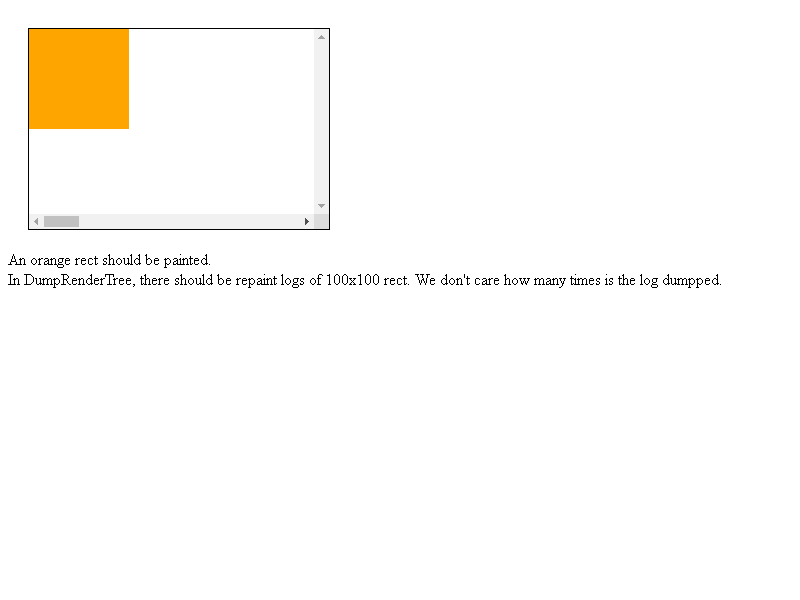 An orange rect should be painted.
In DumpRenderTree, there should be repaint logs of 100x100 rect. We don't care how many times is the log dumpped.